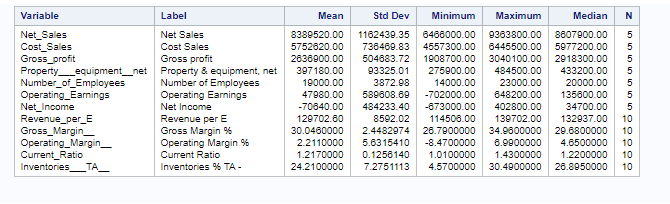 Variable Label Mean Std Dev Minimum Maximum Median N
Net_Sales Net Sales 8389520.00 1162439.35 6466000.00 9363800.00 8607900.00 5
Cost_Sales Cost Sales 5752620.00 736469.83 4557300.00 6445500.00 5977200.00 5
Gross_profit Gross profit 2636900.00 504683.72 1908700.00 3040100.00 2918300.00 5
Property___equipment__net Property & equipment, net 397180.00 93325.01 275900.00 484500.00 433200.00 5
Number_of_Employees Number of Employees 19000.00 3872.98 14000.00 23000.00 20000.00 5
Operating_Earnings Operating Earnings 47980.00 589608.69 -702000.00 648200.00 135600.00 5
Net_Income Net Income -70640.00 484233.40 -673000.00 402800.00 34700.00 5
Revenue_per_E Revenue per E 129702.60 8592.02 114506.00 139702.00 132937.00 10
Gross_Margin__ Gross Margin % 30.0460000 2.4482974 26.7900000 34.9600000 29.6800000 10
Operating_Margin__ Operating Margin % 2.2110000 5.6315410 -8.4700000 6.9900000 4.6500000 10
Current_Ratio Current Ratio 1.2170000 0.1256140 1.0100000 1.4300000 1.2200000 10
Inventories___TA__ Inventories % TA - 24.2100000 7.2751113 4.5700000 30.4900000 26.8950000 10